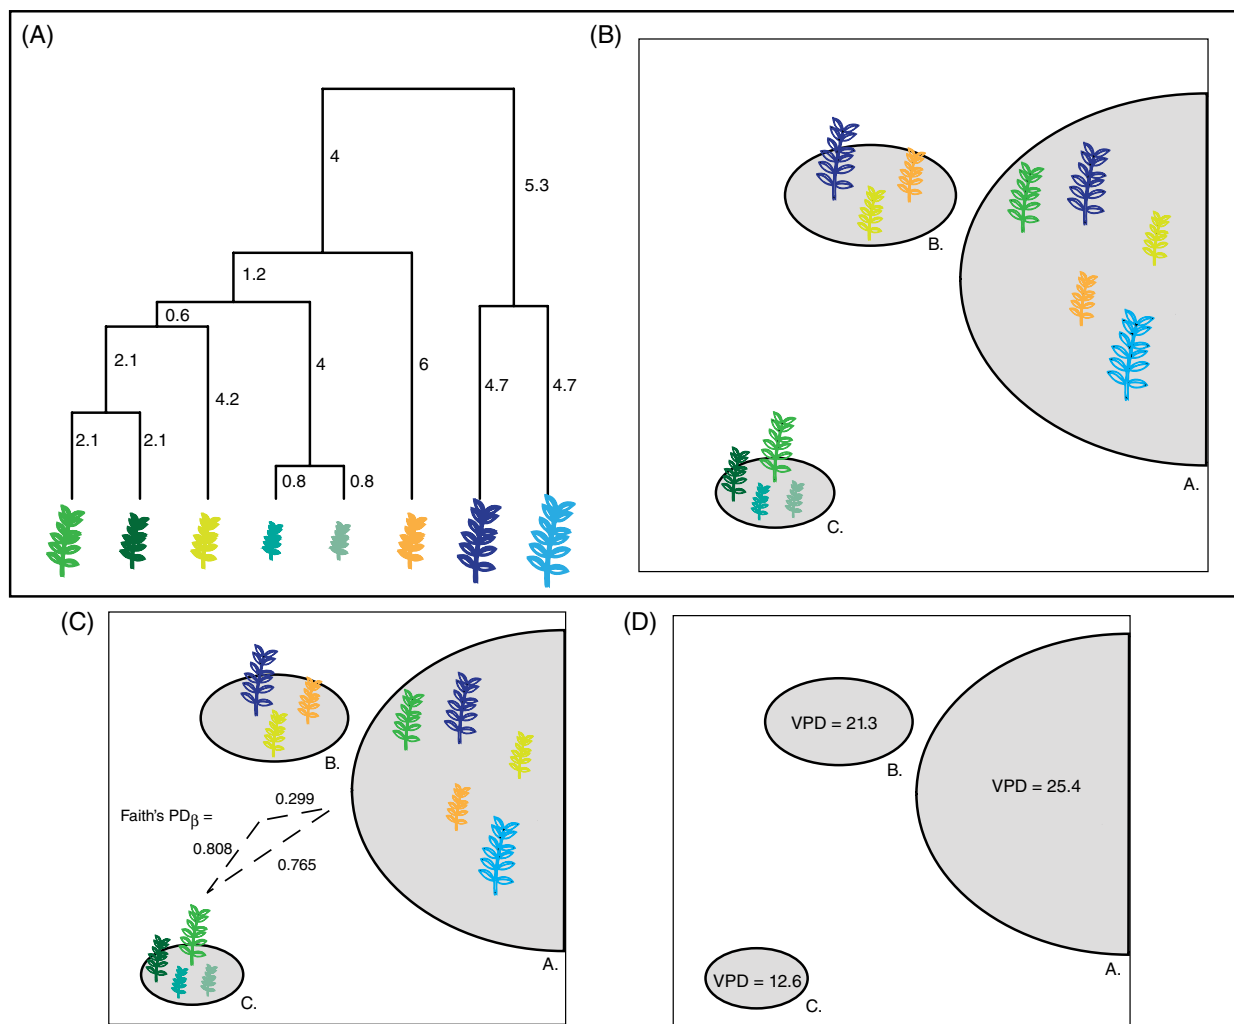 (A)
4
5.3
1.2
0.6
2.1
4
6
4.2
4.7
4.7
2.1
2.1
0.8
0.8
(B)
B.
A.
C.
(C)
B.
0.299
Faith's PDβ =
0.808
0.765
A.
C.
(D)
VPD = 21.3
B.
VPD = 25.4
A.
VPD = 12.6
C.